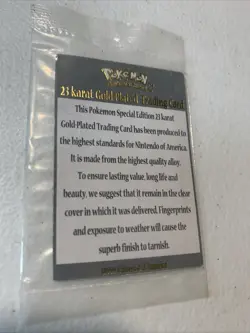 POKéMON
23 karat Gold-Plated Trading Card
This Pokemon Special Edition 23 karat
Gold-Plated Trading Card has been produced to
the highest standards for Nintendo of America.
It is made from the highest quality alloy.
To ensure lasting value, long life and
beauty, we suggest that it remain in the clear
cover in which it was delivered. Fingerprints
and exposure to weather will cause the
superb finish to tarnish.